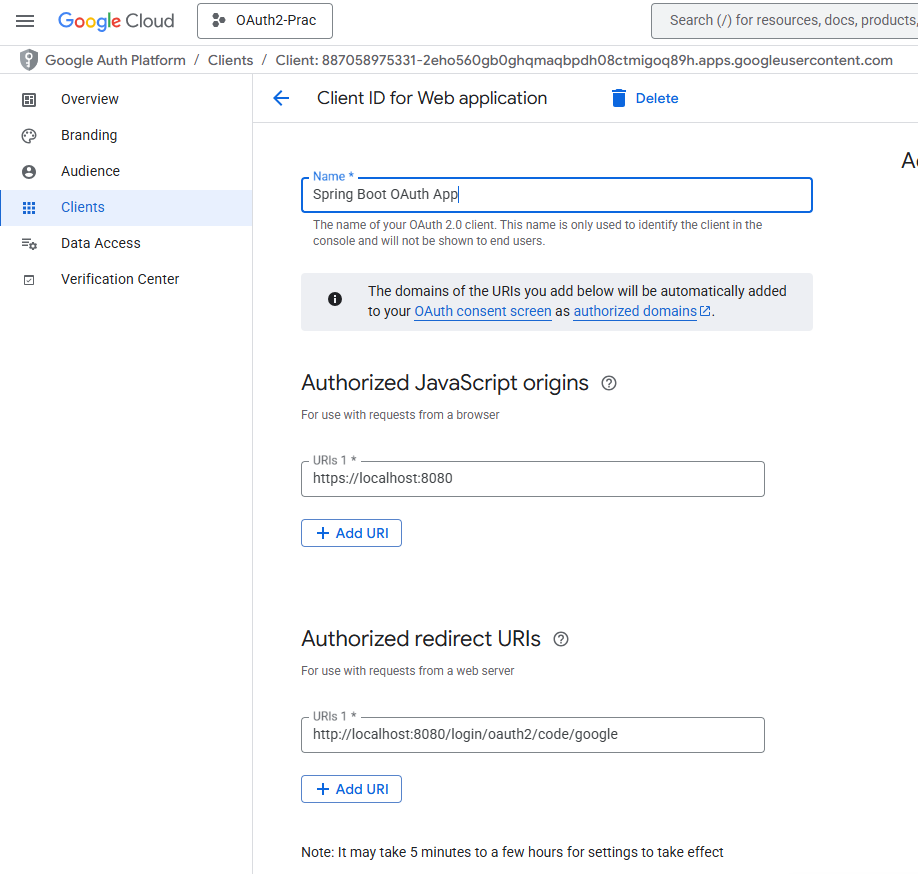 Google Cloud
OAuth2-Prac
Search (/) for resources, docs, products,
Google Auth Platform / Clients / Client: 887058975331-2eho560gb0ghqmaqbpdh08ctmigoq89h.apps.googleusercontent.com
Overview
Branding
Audience
Clients
Data Access
Verification Center
Client ID for Web application
Delete
Name *
Spring Boot OAuth App
The name of your OAuth 2.0 client. This name is only used to identify the client in the
console and will not be shown to end users.
The domains of the URIs you add below will be automatically added
to your OAuth consent screen as authorized domains.
Authorized JavaScript origins
For use with requests from a browser
URIs 1 *
https://localhost:8080
+ Add URI
Authorized redirect URIs
For use with requests from a web server
URIs 1 *
http://localhost:8080/login/oauth2/code/google
+ Add URI
Note: It may take 5 minutes to a few hours for settings to take effect